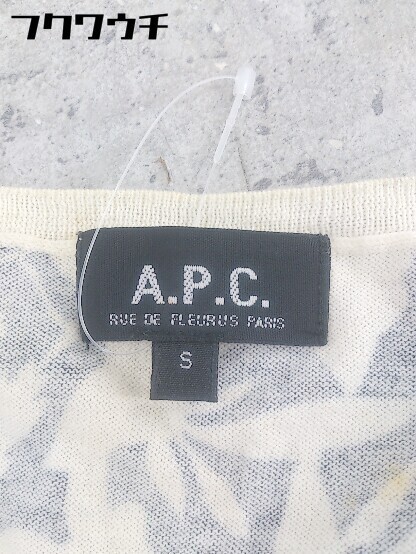 フクワウチ
A.P.C.
RUE DE FLEURUS PARIS
S